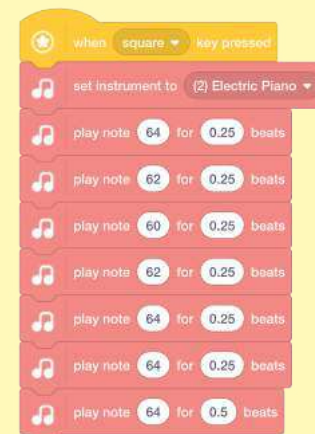 when square key pressed
set instrument to (2) Electric Piano
play note 64 for 0.25 beats
play note 62 for 0.25 beats
play note 60 for 0.25 beats
play note 62 for 0.25 beats
play note 64 for 0.25 beats
play note 64 for 0.25 beats
play note 64 for 0.5 beats